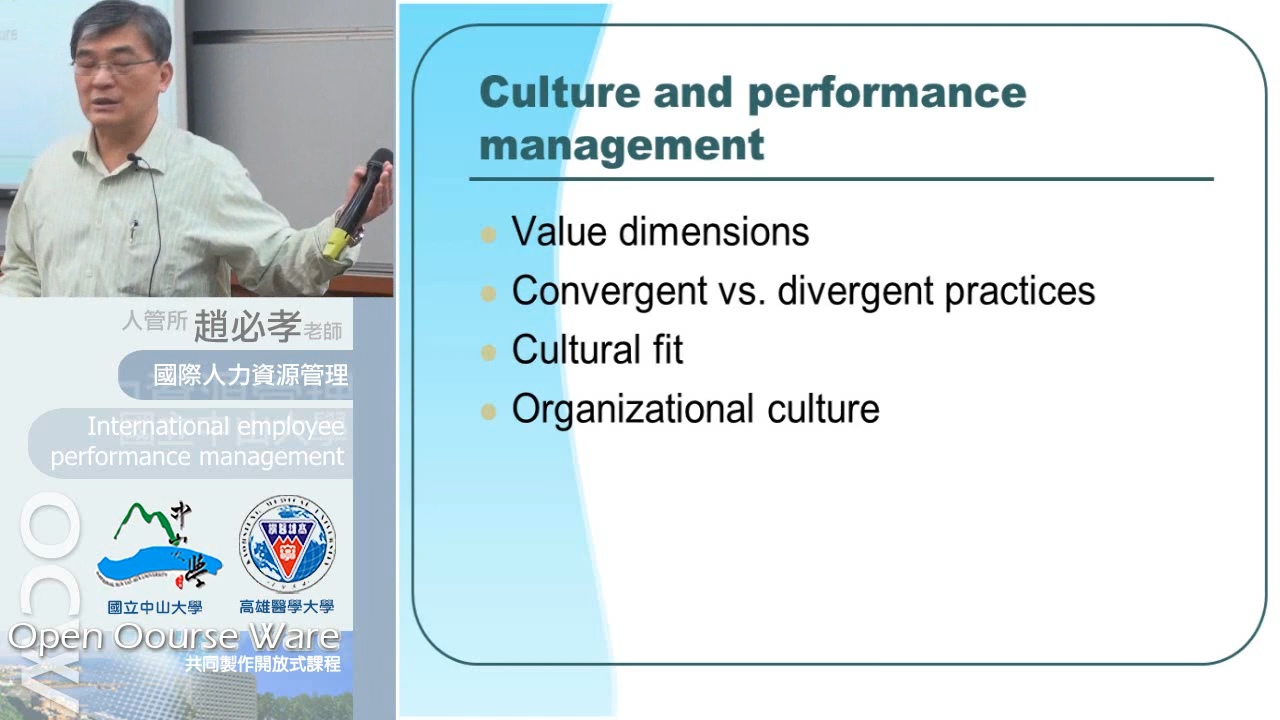 人管所 趙必孝老師
國際人力資源管理
International employee
performance management
國立中山大學
高雄醫學大學
OCW
Open Oourse Ware
共同製作開放式課程
Culture and performance
management
Value dimensions
Convergent vs. divergent practices
Cultural fit
Organizational culture